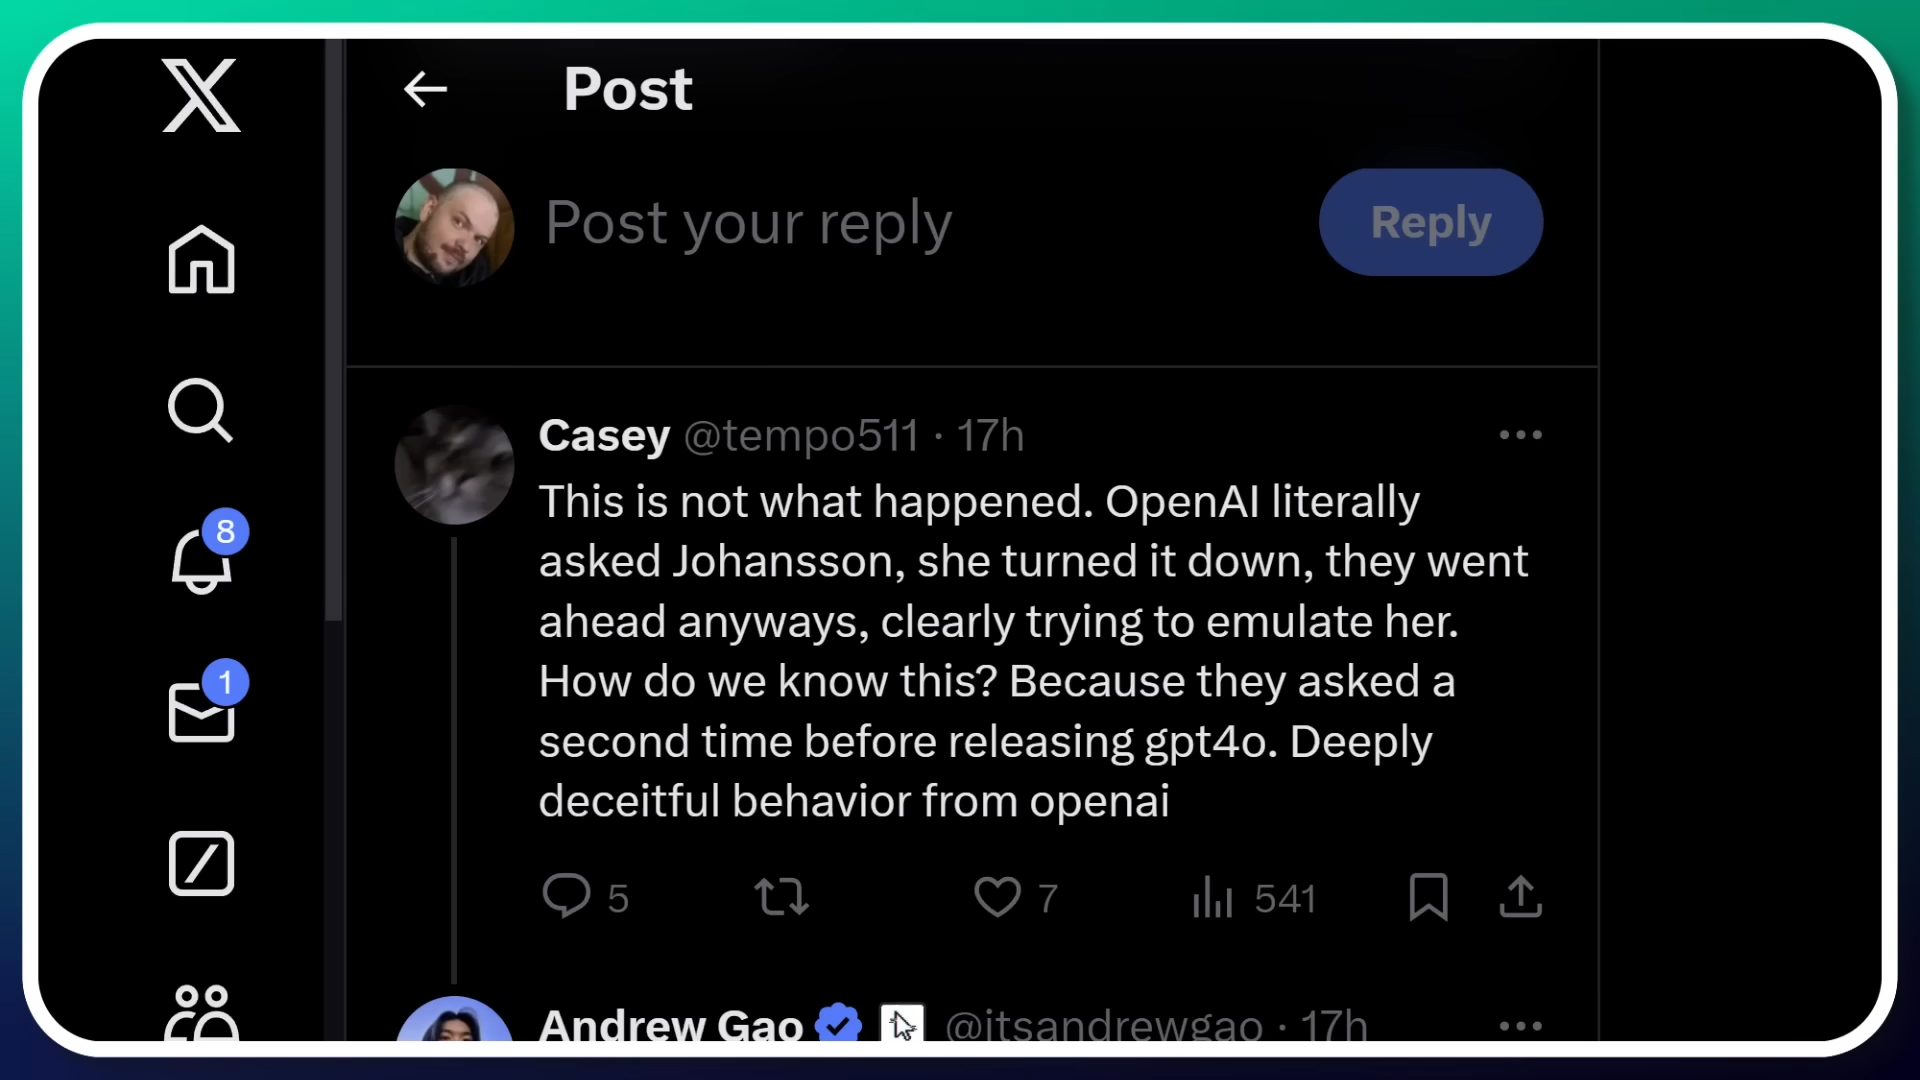 Post
Post your reply
Reply
Casey @tempo511 · 17h
This is not what happened. OpenAI literally
asked Johansson, she turned it down, they went
ahead anyways, clearly trying to emulate her.
How do we know this? Because they asked a
second time before releasing gpt4o. Deeply
deceitful behavior from openai
5 7 541
Andrew Gao @itsandrewgao · 17h
8
1